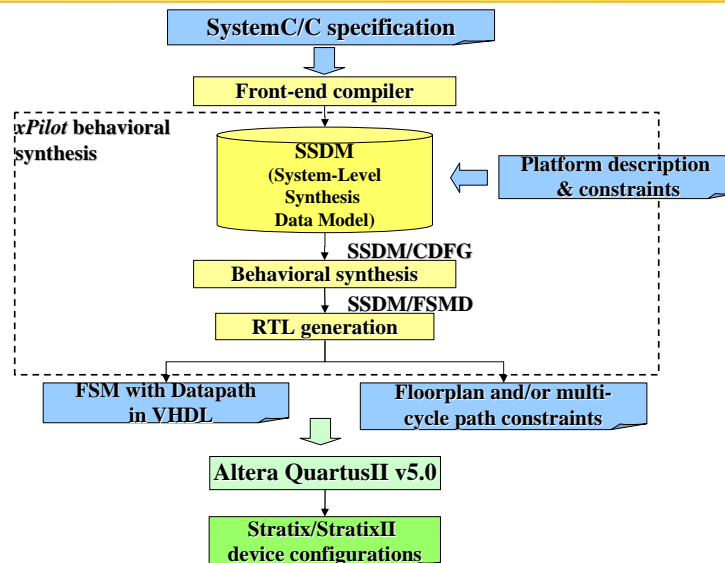 SystemC/C specification
Front-end compiler
xPilot behavioral
synthesis
SSDM
(System-Level
Synthesis
Data Model)
Platform description
& constraints
SSDM/CDFG
Behavioral synthesis
SSDM/FSMD
RTL generation
FSM with Datapath
in VHDL
Floorplan and/or multi-
cycle path constraints
Altera QuartusII v5.0
Stratix/StratixII
device configurations